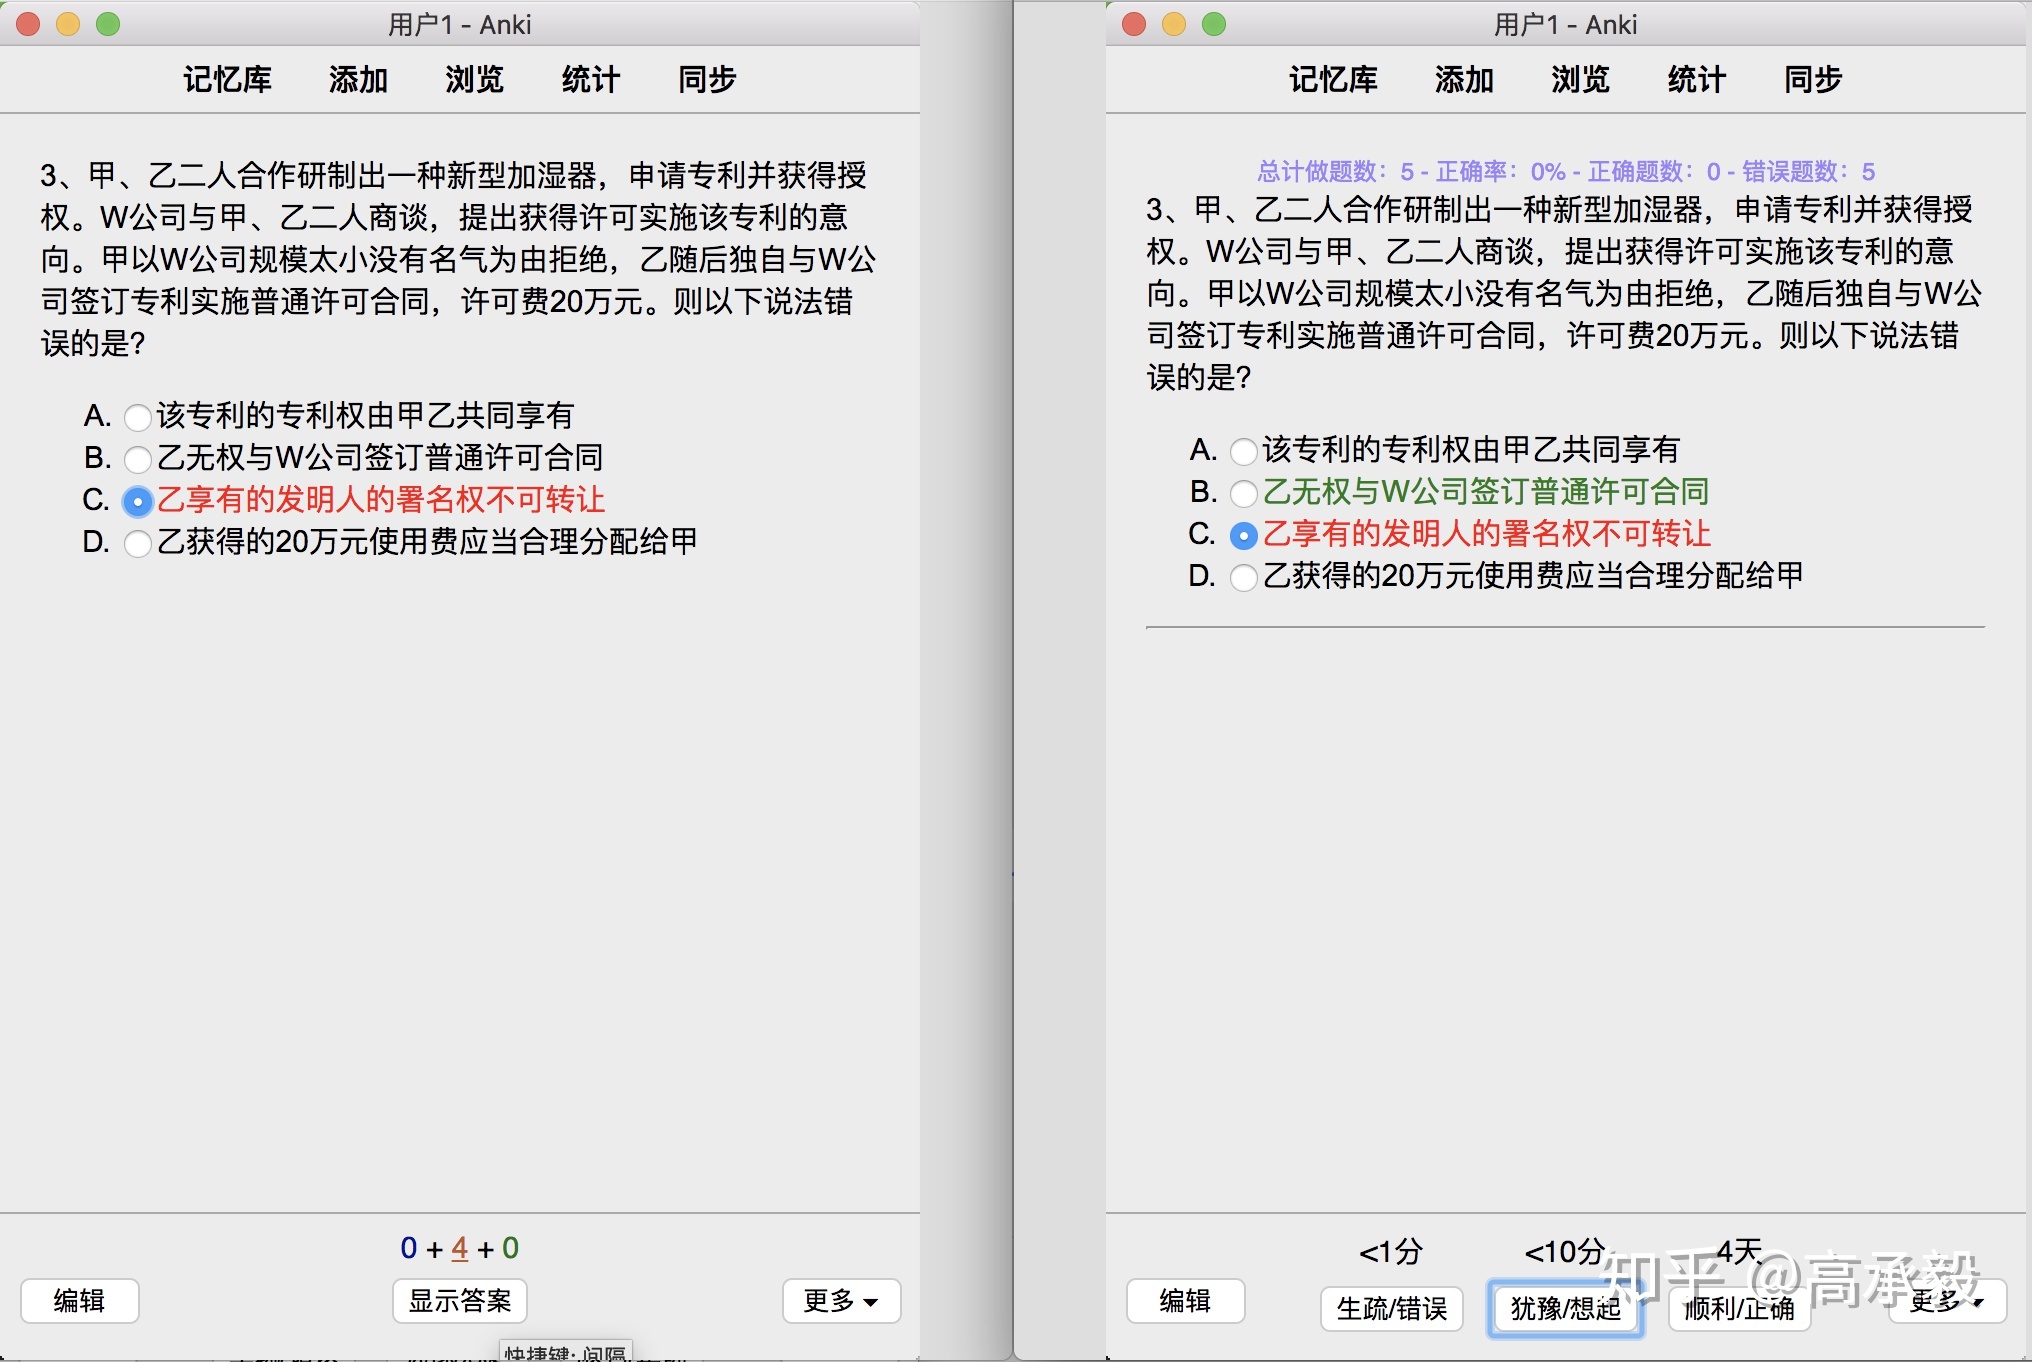 用户1 - Anki
记忆库 添加 浏览 统计 同步
3、甲、乙二人合作研制出一种新型加湿器，申请专利并获得授
权。W公司与甲、乙二人商谈，提出获得许可实施该专利的意
向。甲以W公司规模太小没有名气为由拒绝，乙随后独自与W公
司签订专利实施普通许可合同，许可费20万元。则以下说法错
误的是?
A. 该专利的专利权由甲乙共同享有
B. 乙无权与W公司签订普通许可合同
C. 乙享有的发明人的署名权不可转让
D. 乙获得的20万元使用费应当合理分配给甲
0 + 4 + 0
编辑 显示答案 更多
快捷键: 间隔
用户1 - Anki
记忆库 添加 浏览 统计 同步
总计做题数：5 - 正确率：0% - 正确题数：0 - 错误题数：5
3、甲、乙二人合作研制出一种新型加湿器，申请专利并获得授
权。W公司与甲、乙二人商谈，提出获得许可实施该专利的意
向。甲以W公司规模太小没有名气为由拒绝，乙随后独自与W公
司签订专利实施普通许可合同，许可费20万元。则以下说法错
误的是?
A. 该专利的专利权由甲乙共同享有
B. 乙无权与W公司签订普通许可合同
C. 乙享有的发明人的署名权不可转让
D. 乙获得的20万元使用费应当合理分配给甲
<1分 <10分 4天
编辑 生疏/错误 犹豫/想起 顺利/正确 更多
知乎 @高承毅